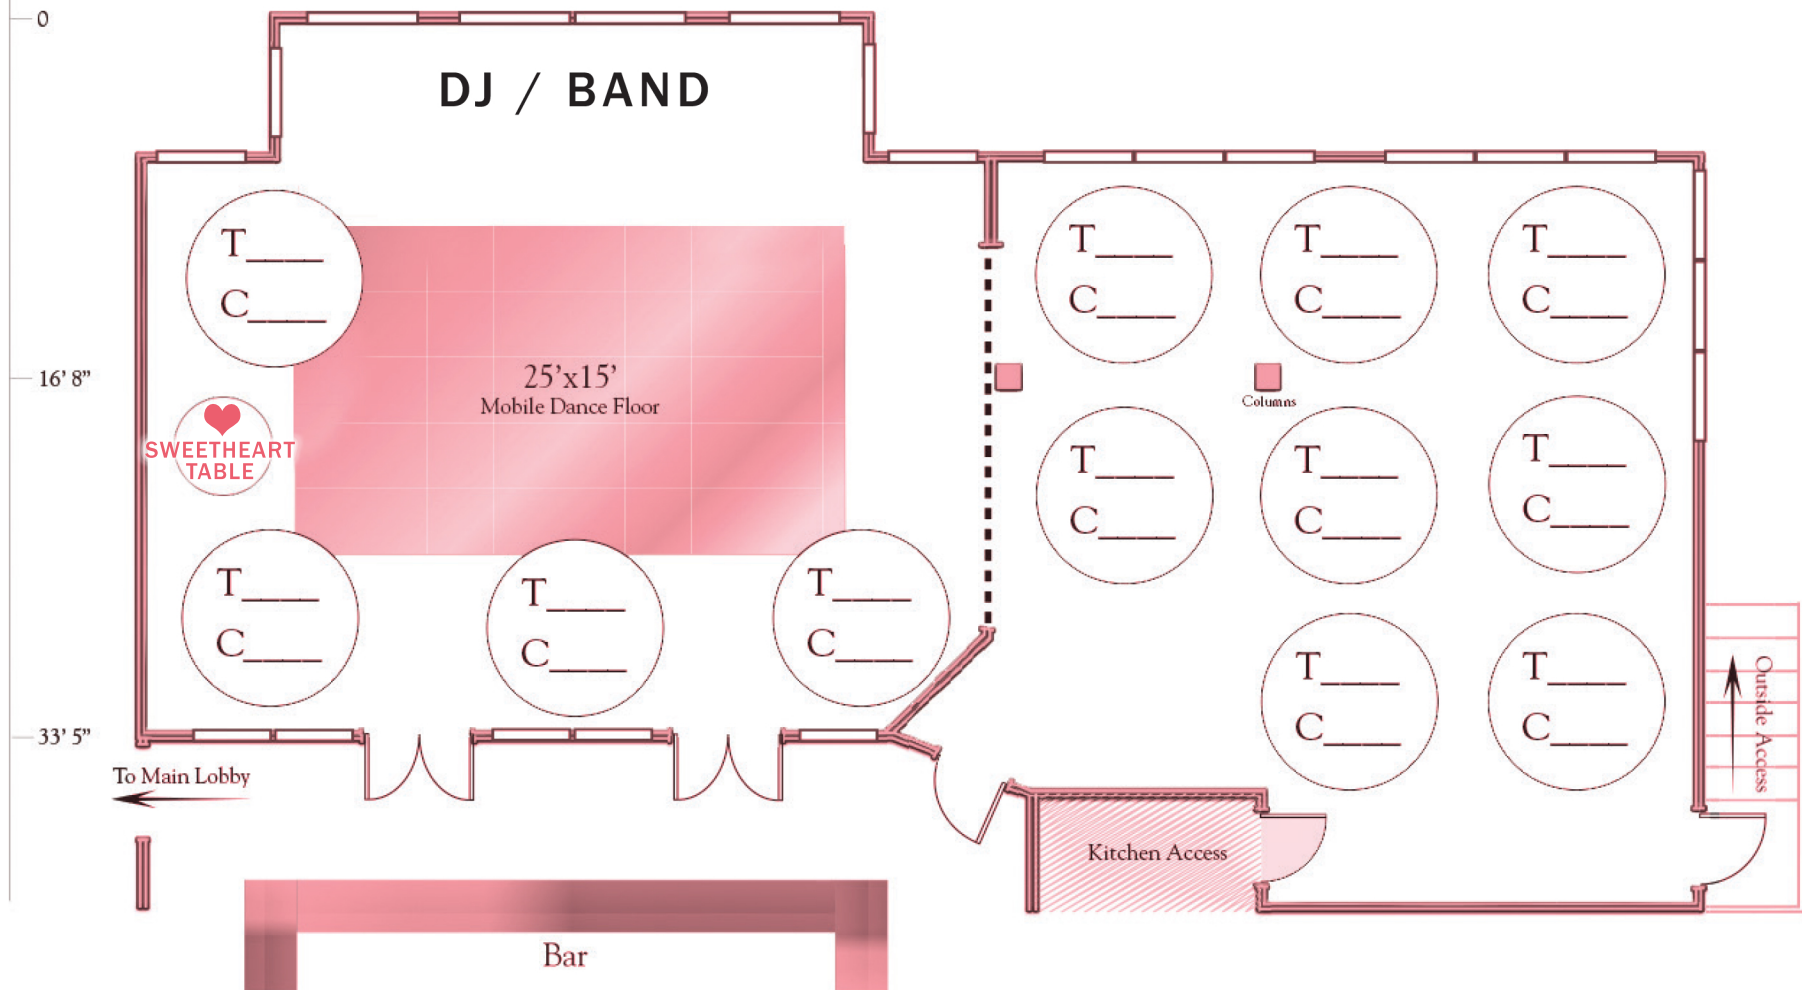 0
DJ / BAND
T____
C____
T____
C____
T____
C____
T____
C____
16' 8”
25’x15’
Mobile Dance Floor
Columns
SWEETHEART
TABLE
T____
C____
T____
C____
T____
C____
T____
C____
T____
C____
T____
C____
T____
C____
T____
C____
33' 5”
To Main Lobby
Outside Access
Kitchen Access
Bar